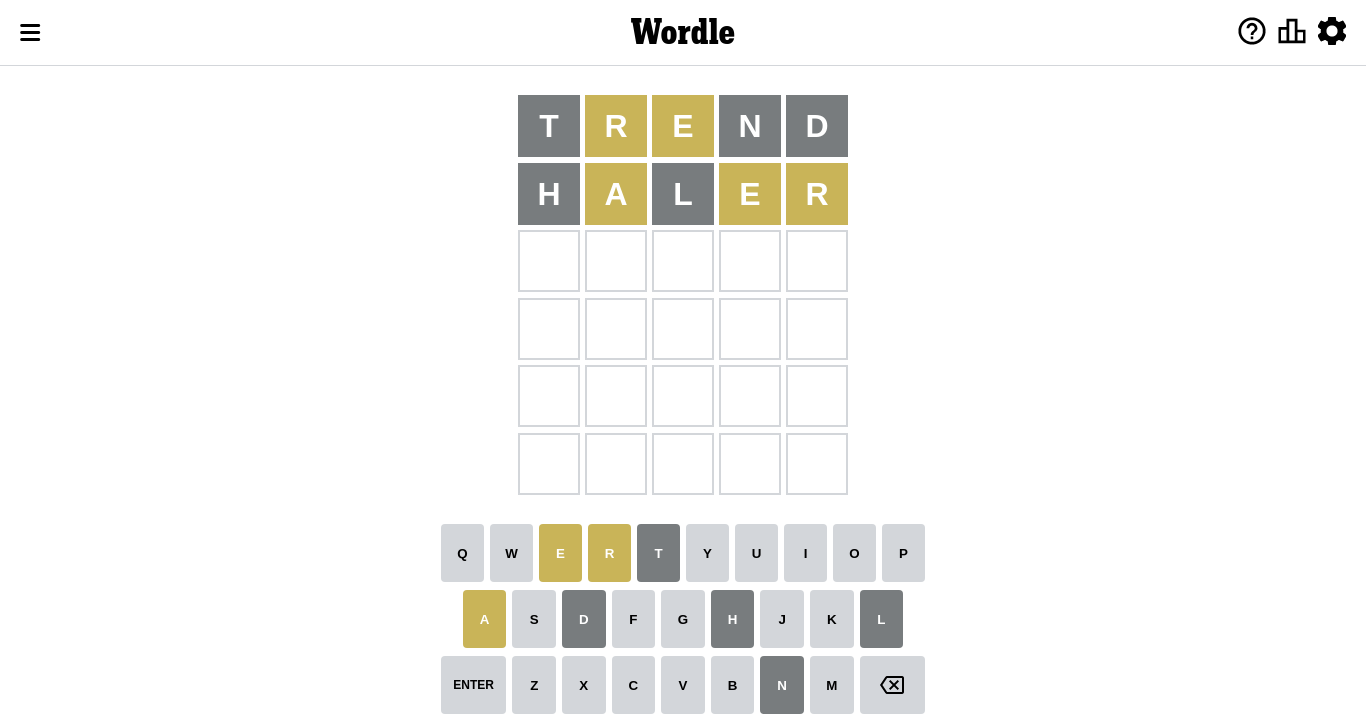 Wordle
T R E N D
H A L E R
Q W E R T Y U I O P
A S D F G H J K L
ENTER Z X C V B N M